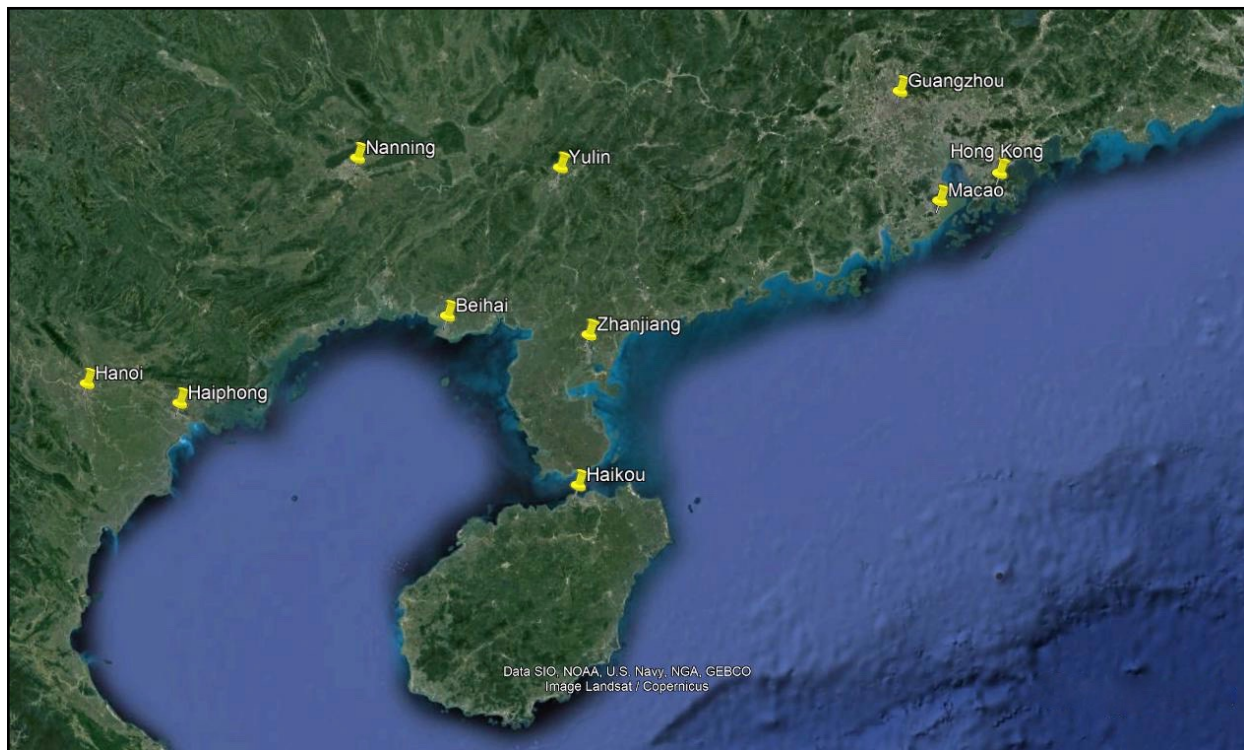 Guangzhou
Nanning
Yulin
Hong Kong
Macao
Beihai
Zhanjiang
Hanoi
Haiphong
Haikou
Data SIO, NOAA, U.S. Navy, NGA, GEBCO
Image Landsat / Copernicus